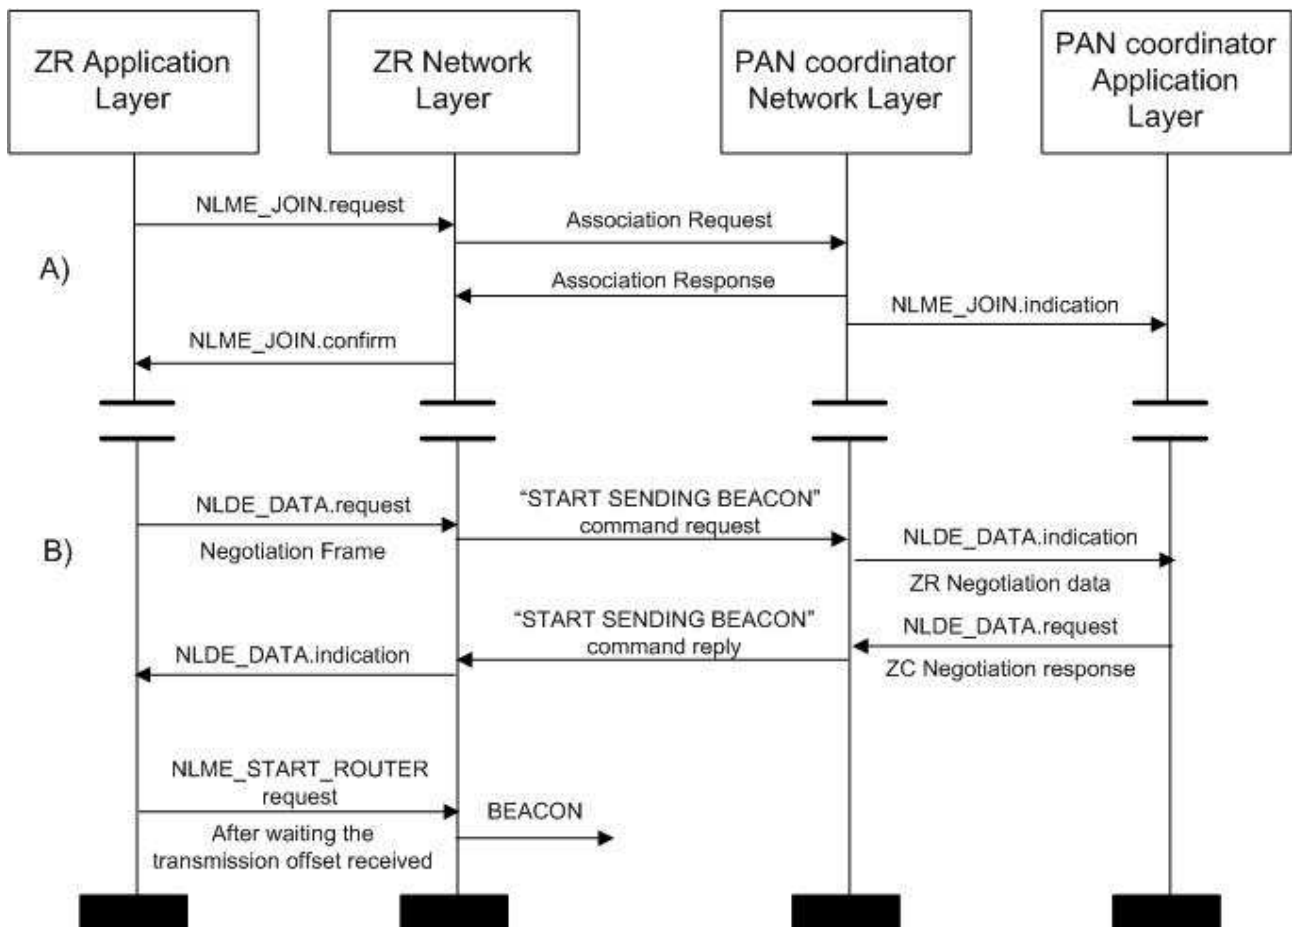 ZR Application
Layer
ZR Network
Layer
PAN coordinator
Network Layer
PAN coordinator
Application
Layer
A)
NLME_JOIN.request
Association Request
Association Response
NLME_JOIN.indication
NLME_JOIN.confirm
B)
NLDE_DATA.request
Negotiation Frame
“START SENDING BEACON”
command request
NLDE_DATA.indication
ZR Negotiation data
NLDE_DATA.request
ZC Negotiation response
“START SENDING BEACON”
command reply
NLDE_DATA.indication
NLME_START_ROUTER
request
After waiting the
transmission offset received
BEACON